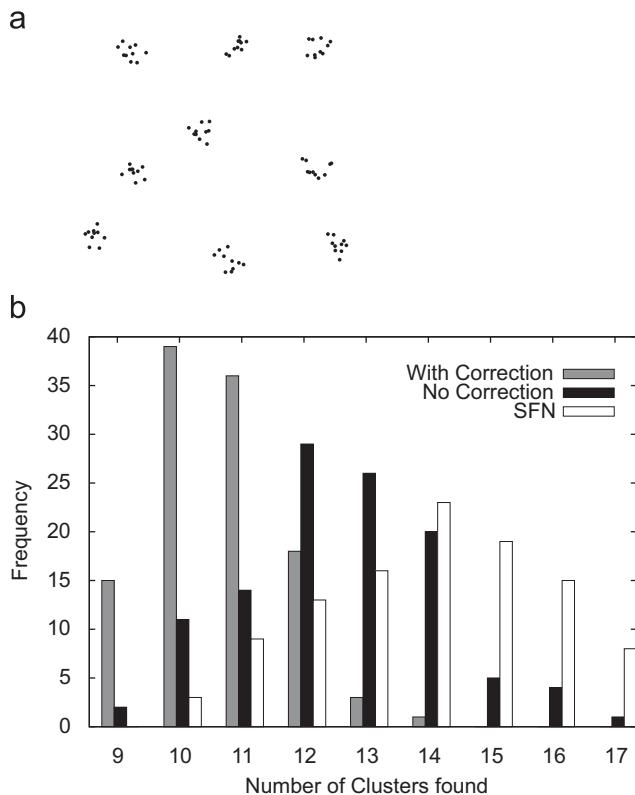 a
b
40
35
30
25
20
15
10
5
0
Frequency
With Correction
No Correction
SFN
9 10 11 12 13 14 15 16 17
Number of Clusters found